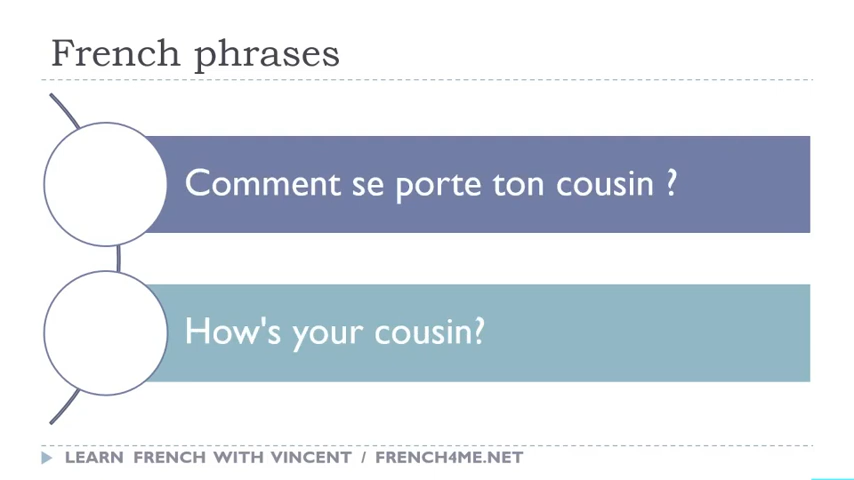 French phrases
Comment se porte ton cousin ?
How's your cousin?
LEARN FRENCH WITH VINCENT / FRENCH4ME.NET